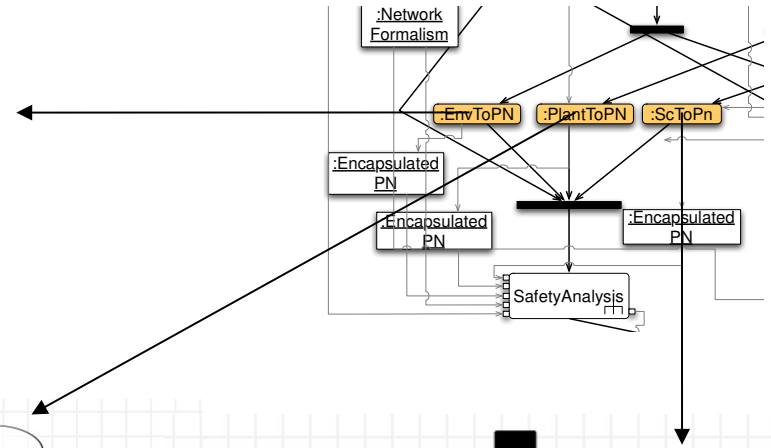 :Network
Formalism
:EnvToPN
:PlantToPN
:ScToPn
:Encapsulated
PN
:Encapsulated
PN
:Encapsulated
PN
SafetyAnalysis